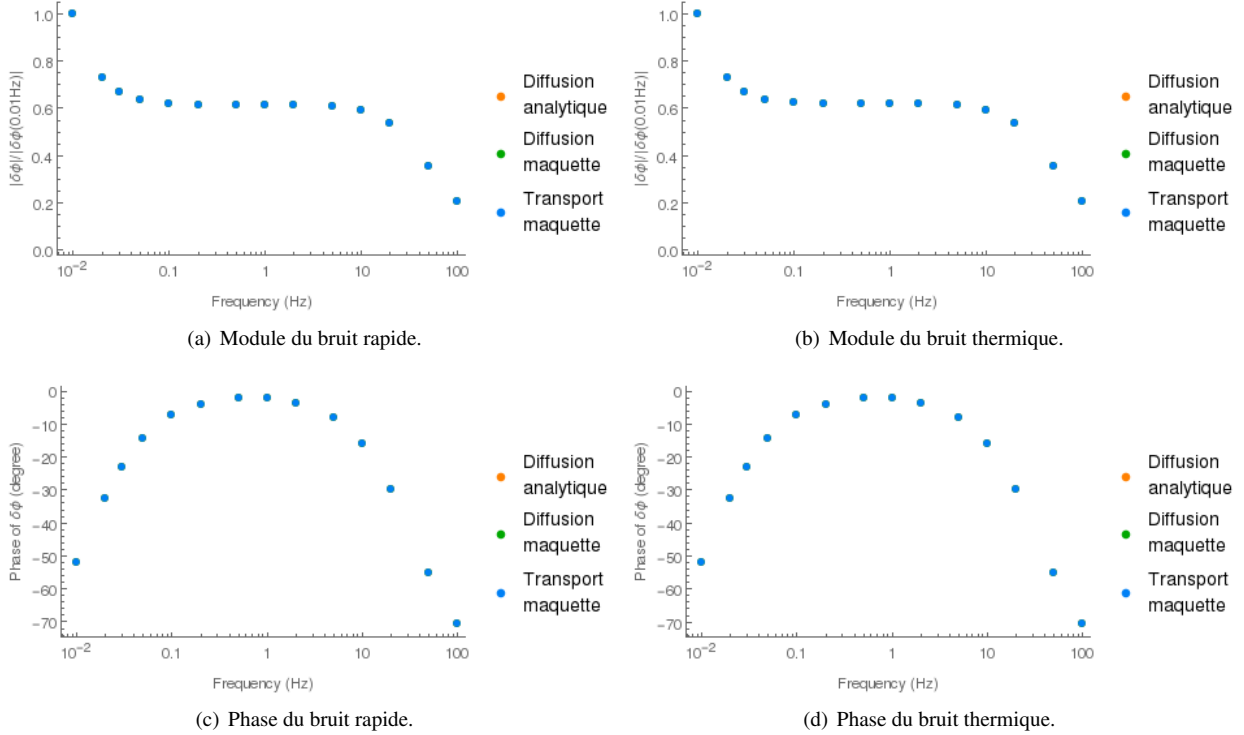 |δϕ|/|δϕ(0.01Hz)|
1.0
0.8
0.6
0.4
0.2
0.0
10⁻²
0.1
1
10
100
Frequency (Hz)
Diffusion
analytique
Diffusion
maquette
Transport
maquette
(a) Module du bruit rapide.
|δϕ|/|δϕ(0.01Hz)|
1.0
0.8
0.6
0.4
0.2
0.0
10⁻²
0.1
1
10
100
Frequency (Hz)
Diffusion
analytique
Diffusion
maquette
Transport
maquette
(b) Module du bruit thermique.
Phase of δϕ (degree)
0
−10
−20
−30
−40
−50
−60
−70
10⁻²
0.1
1
10
100
Frequency (Hz)
Diffusion
analytique
Diffusion
maquette
Transport
maquette
(c) Phase du bruit rapide.
Phase of δϕ (degree)
0
−10
−20
−30
−40
−50
−60
−70
10⁻²
0.1
1
10
100
Frequency (Hz)
Diffusion
analytique
Diffusion
maquette
Transport
maquette
(d) Phase du bruit thermique.